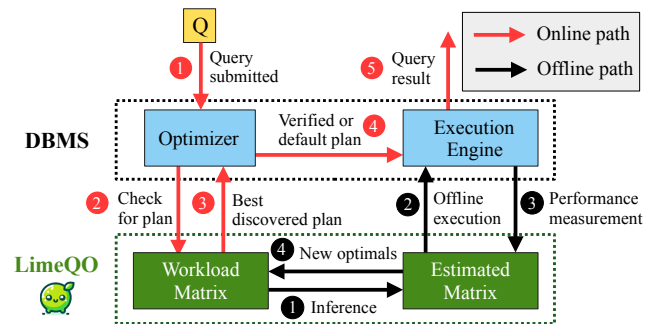 Q
1
Query
submitted
5
Query
result
Online path
Offline path
DBMS
Optimizer
Verified or
default plan
4
Execution
Engine
2
Check
for plan
3
Best
discovered plan
2
Offline
execution
3
Performance
measurement
LimeQO
Workload
Matrix
4
New optimals
1
Inference
Estimated
Matrix